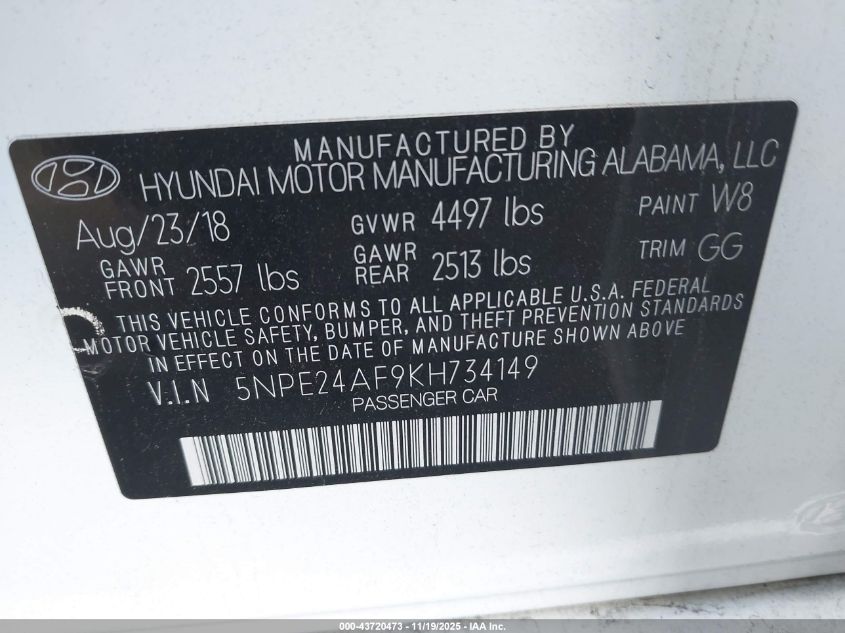 MANUFACTURED BY
HYUNDAI MOTOR MANUFACTURING ALABAMA, LLC
Aug/23/18 GVWR 4497 lbs PAINT W8
GAWR FRONT 2557 lbs GAWR REAR 2513 lbs TRIM GG
THIS VEHICLE CONFORMS TO ALL APPLICABLE U.S.A. FEDERAL
MOTOR VEHICLE SAFETY, BUMPER, AND THEFT PREVENTION STANDARDS
IN EFFECT ON THE DATE OF MANUFACTURE SHOWN ABOVE
V.I.N 5NPE24AF9KH734149
PASSENGER CAR
000-43720473 - 11/19/2025 - IAA Inc.